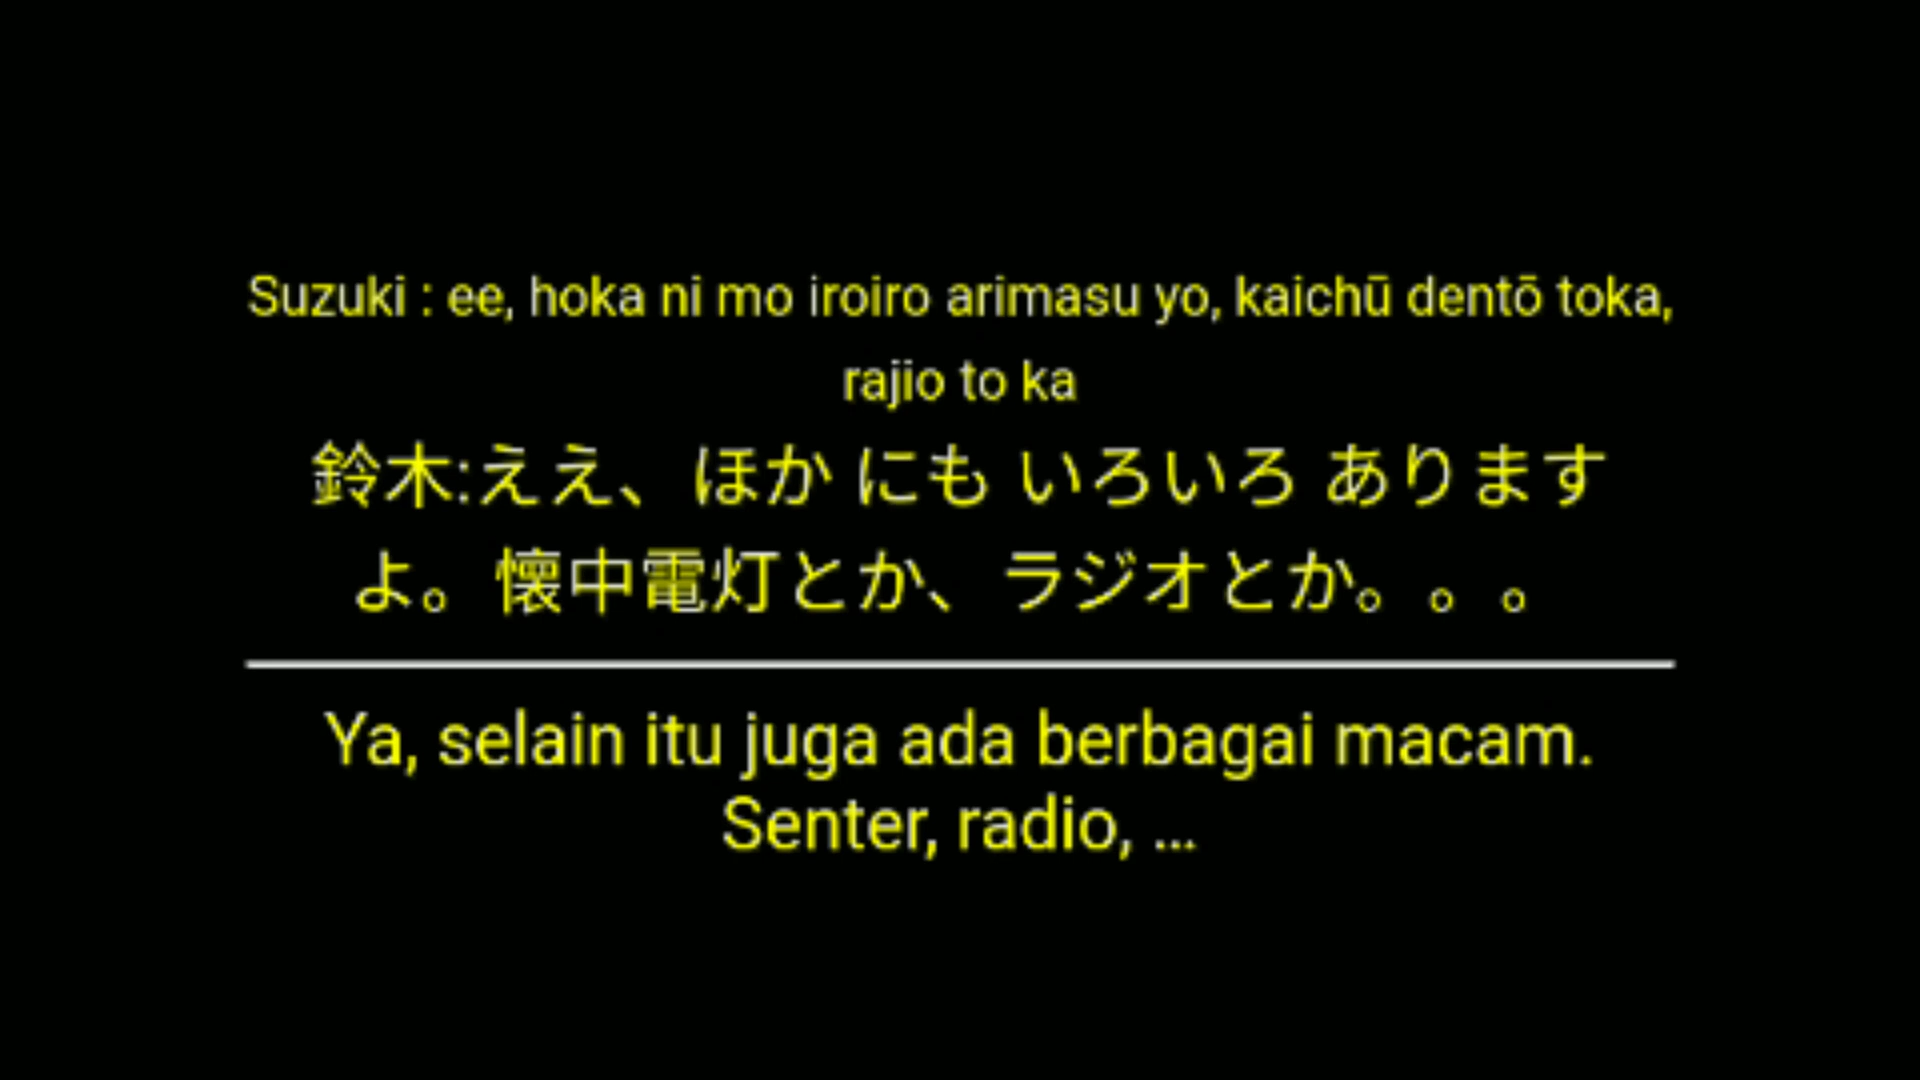 Suzuki : ee, hoka ni mo iroiro arimasu yo, kaichū dentō toka,
rajio to ka
鈴木:ええ、ほか にも いろいろ あります
よ。懐中電灯とか、ラジオとか。。。
Ya, selain itu juga ada berbagai macam.
Senter, radio, ...